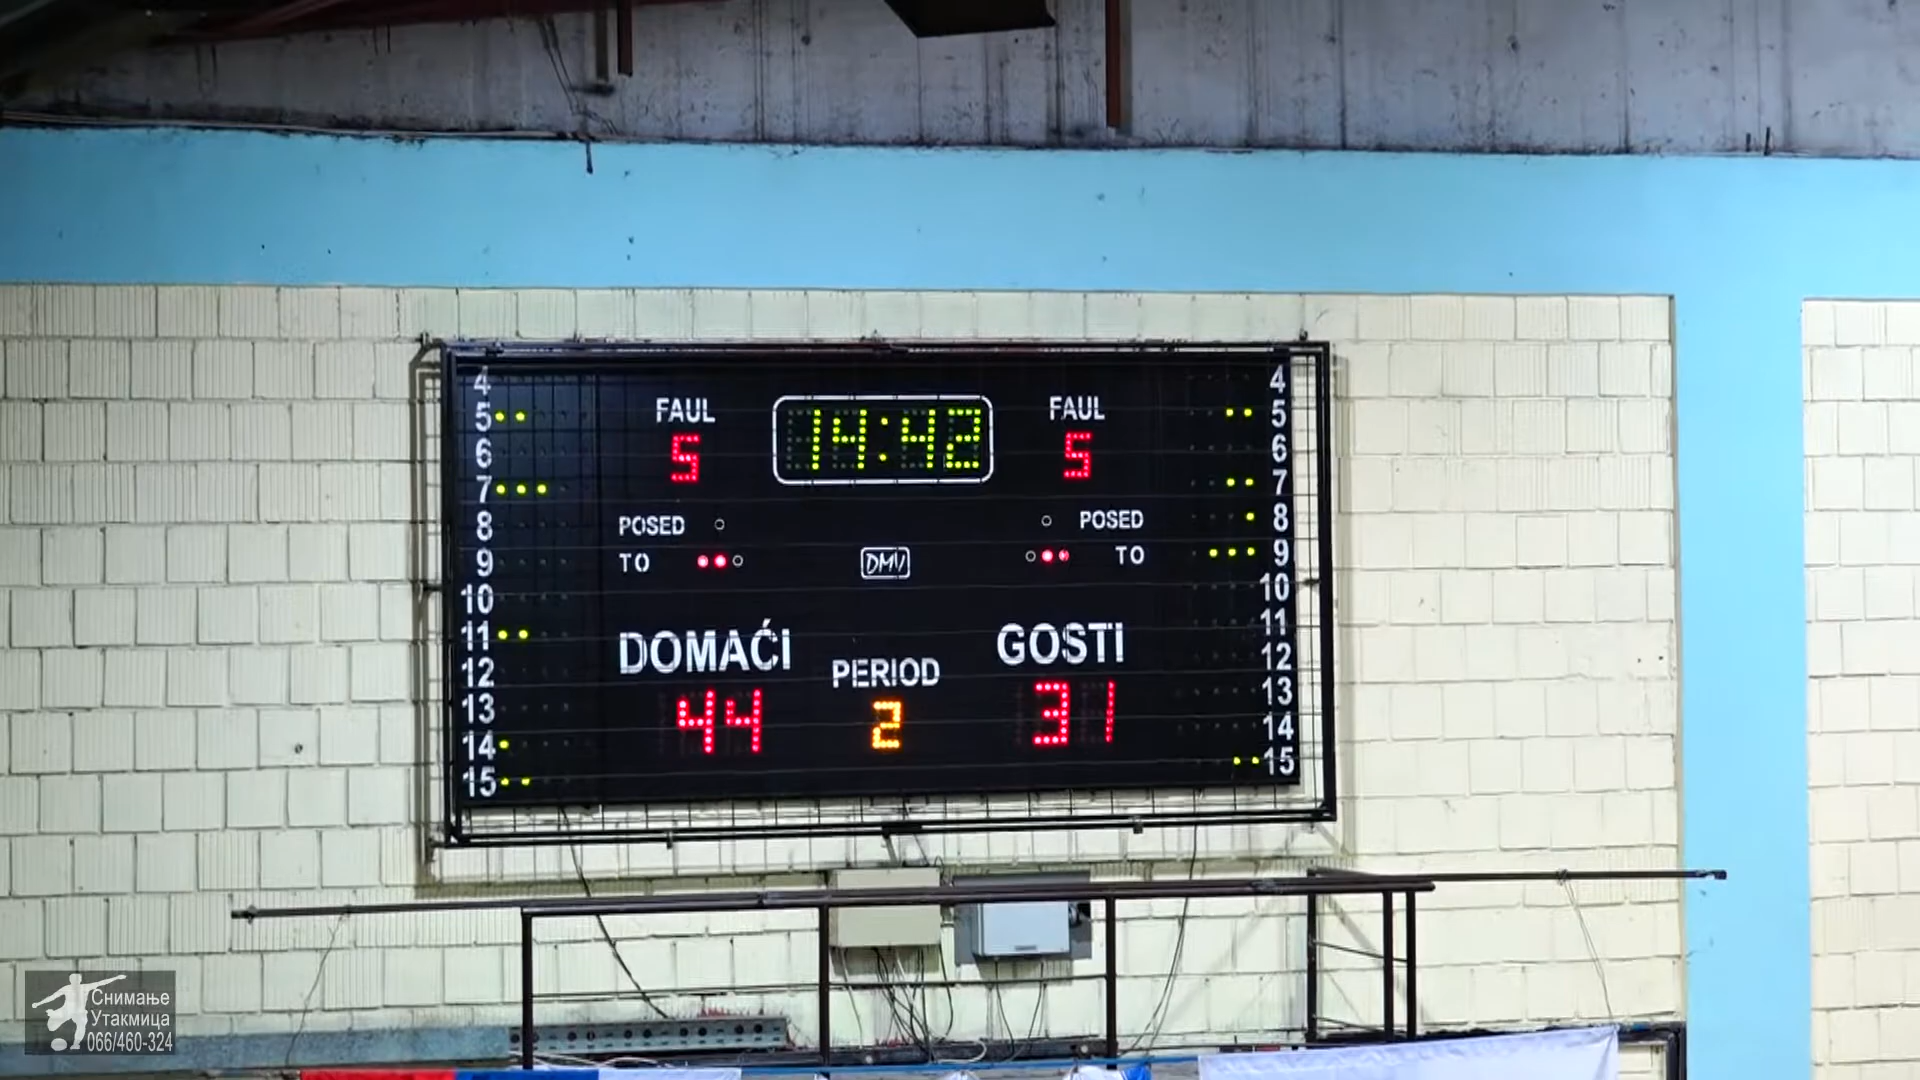 4 4
5 FAUL 14:42 FAUL 5
6 5 5 6
7 7
8 POSED POSED 8
9 TO DMV TO 9
10 10
11 DOMAĆI GOSTI 11
12 PERIOD 12
13 44 2 31 13
14 14
15 15
Снимање
Утакмица
066/460-324